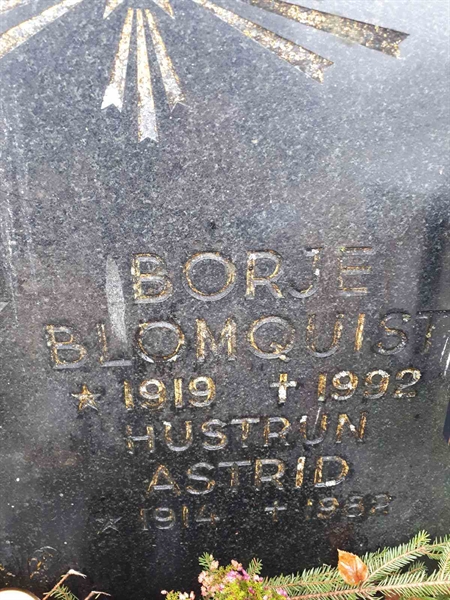 BORJE
BLOMQUIST
★ 1919 ✝ 1992
HUSTRUN
ASTRID
★ 1914 ✝